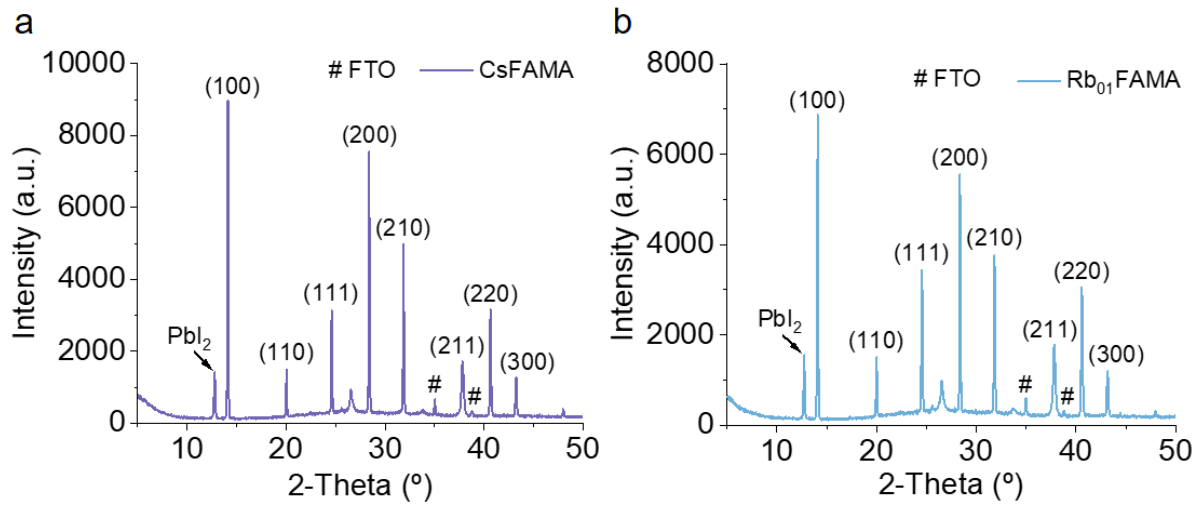 a
10000
8000
6000
4000
2000
0
Intensity (a.u.)
# FTO CsFAMA
(100)
(200)
(210)
(111)
(220)
PbI₂
(110)
(211)
(300)
#
#
10 20 30 40 50
2-Theta (º)
b
8000
6000
4000
2000
0
Intensity (a.u.)
# FTO Rb₀₁FAMA
(100)
(200)
(210)
(111)
(220)
PbI₂
(110)
(211)
(300)
#
#
10 20 30 40 50
2-Theta (º)